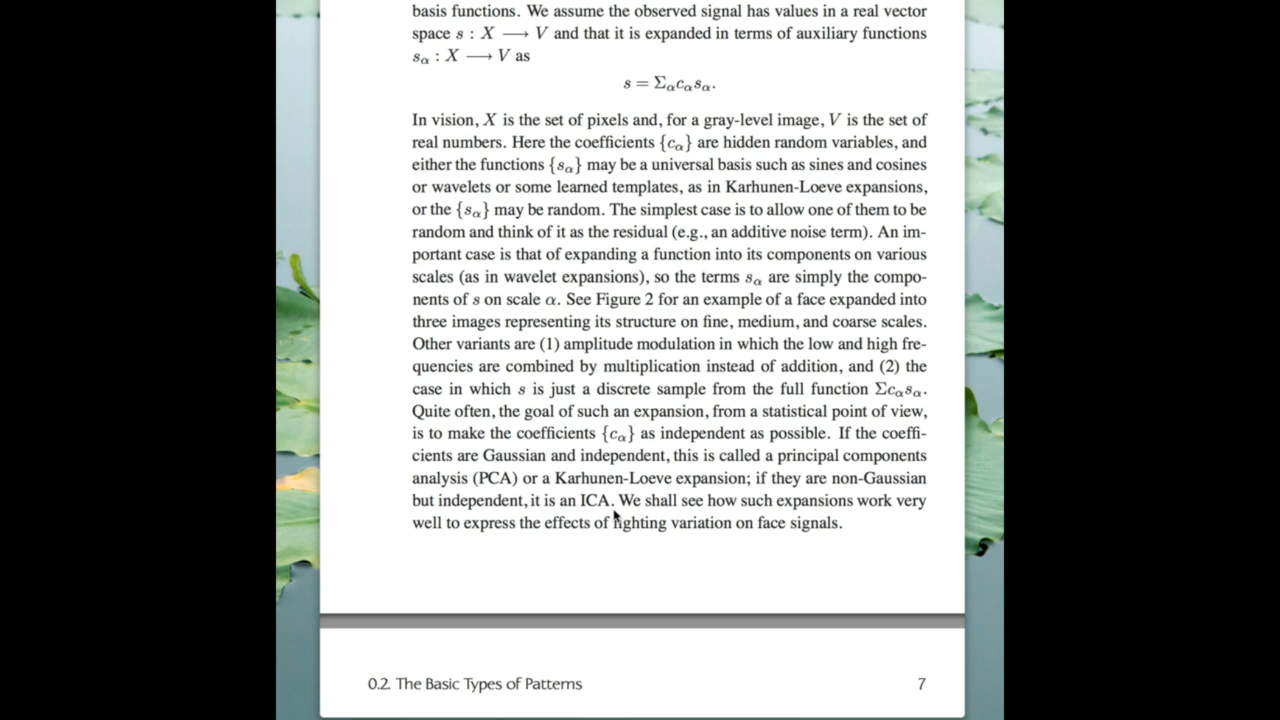 basis functions. We assume the observed signal has values in a real vector
space s : X ⟶ V and that it is expanded in terms of auxiliary functions
sα : X ⟶ V as
s = Σαcαsα.
In vision, X is the set of pixels and, for a gray-level image, V is the set of
real numbers. Here the coefficients {cα} are hidden random variables, and
either the functions {sα} may be a universal basis such as sines and cosines
or wavelets or some learned templates, as in Karhunen-Loeve expansions,
or the {sα} may be random. The simplest case is to allow one of them to be
random and think of it as the residual (e.g., an additive noise term). An im-
portant case is that of expanding a function into its components on various
scales (as in wavelet expansions), so the terms sα are simply the compo-
nents of s on scale α. See Figure 2 for an example of a face expanded into
three images representing its structure on fine, medium, and coarse scales.
Other variants are (1) amplitude modulation in which the low and high fre-
quencies are combined by multiplication instead of addition, and (2) the
case in which s is just a discrete sample from the full function Σcαsα.
Quite often, the goal of such an expansion, from a statistical point of view,
is to make the coefficients {cα} as independent as possible. If the coeffi-
cients are Gaussian and independent, this is called a principal components
analysis (PCA) or a Karhunen-Loeve expansion; if they are non-Gaussian
but independent, it is an ICA. We shall see how such expansions work very
well to express the effects of lighting variation on face signals.
0.2. The Basic Types of Patterns 7